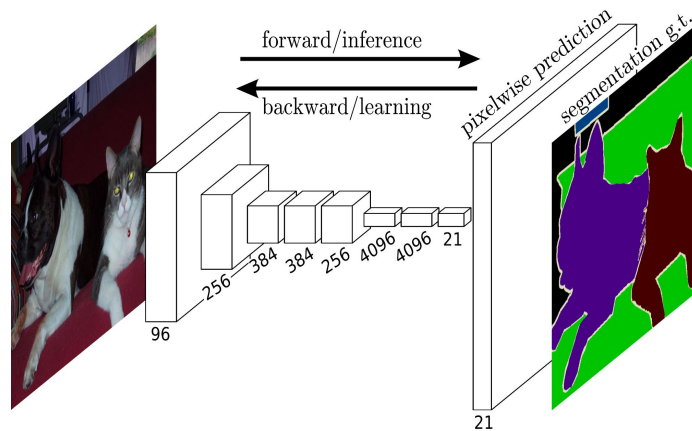 forward/inference
backward/learning
pixelwise prediction
segmentation g.t.
96
256
384
384
256
4096
4096
21
21